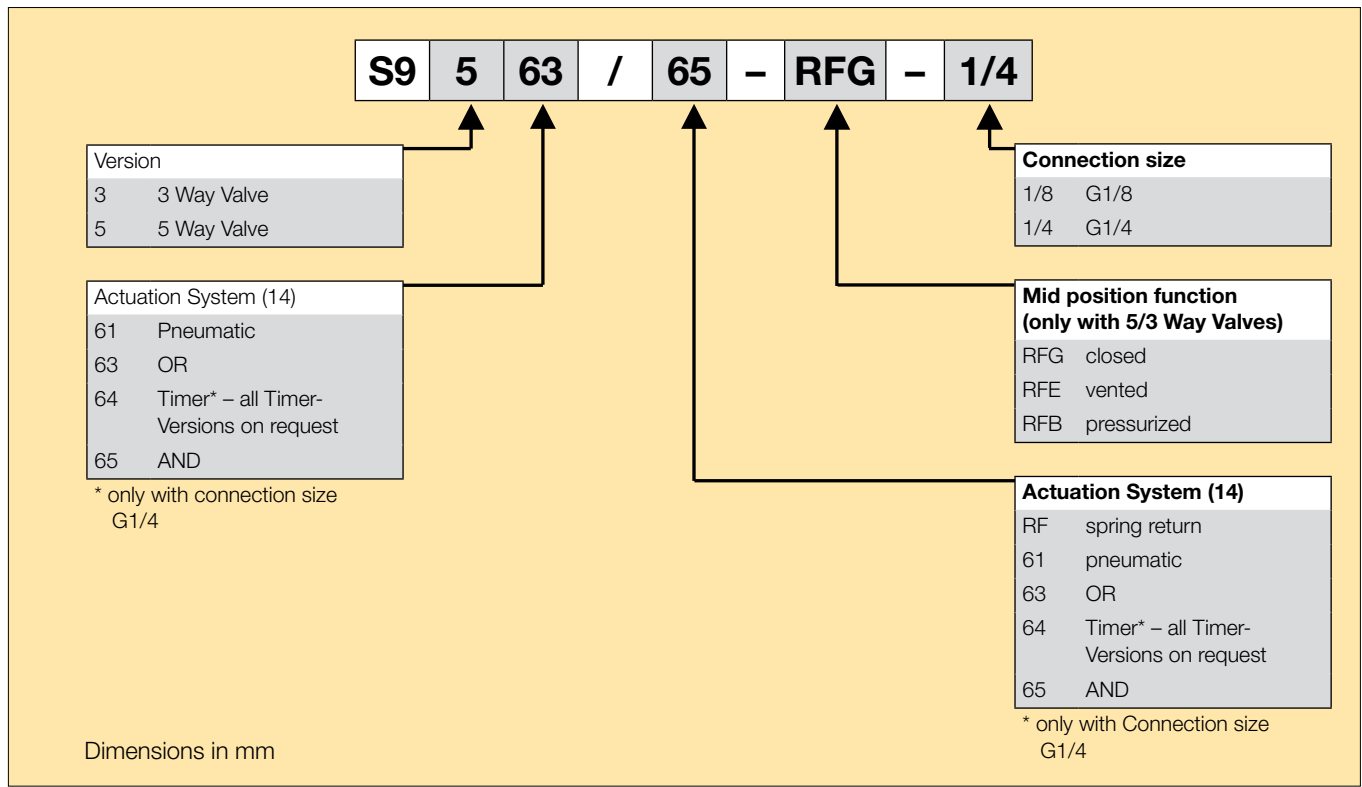 S9 5 63 / 65 – RFG – 1/4
Version
3 3 Way Valve
5 5 Way Valve
Actuation System (14)
61 Pneumatic
63 OR
64 Timer* – all Timer-
Versions on request
65 AND
* only with connection size
G1/4
Connection size
1/8 G1/8
1/4 G1/4
Mid position function
(only with 5/3 Way Valves)
RFG closed
RFE vented
RFB pressurized
Actuation System (14)
RF spring return
61 pneumatic
63 OR
64 Timer* – all Timer-
Versions on request
65 AND
* only with Connection size
G1/4
Dimensions in mm